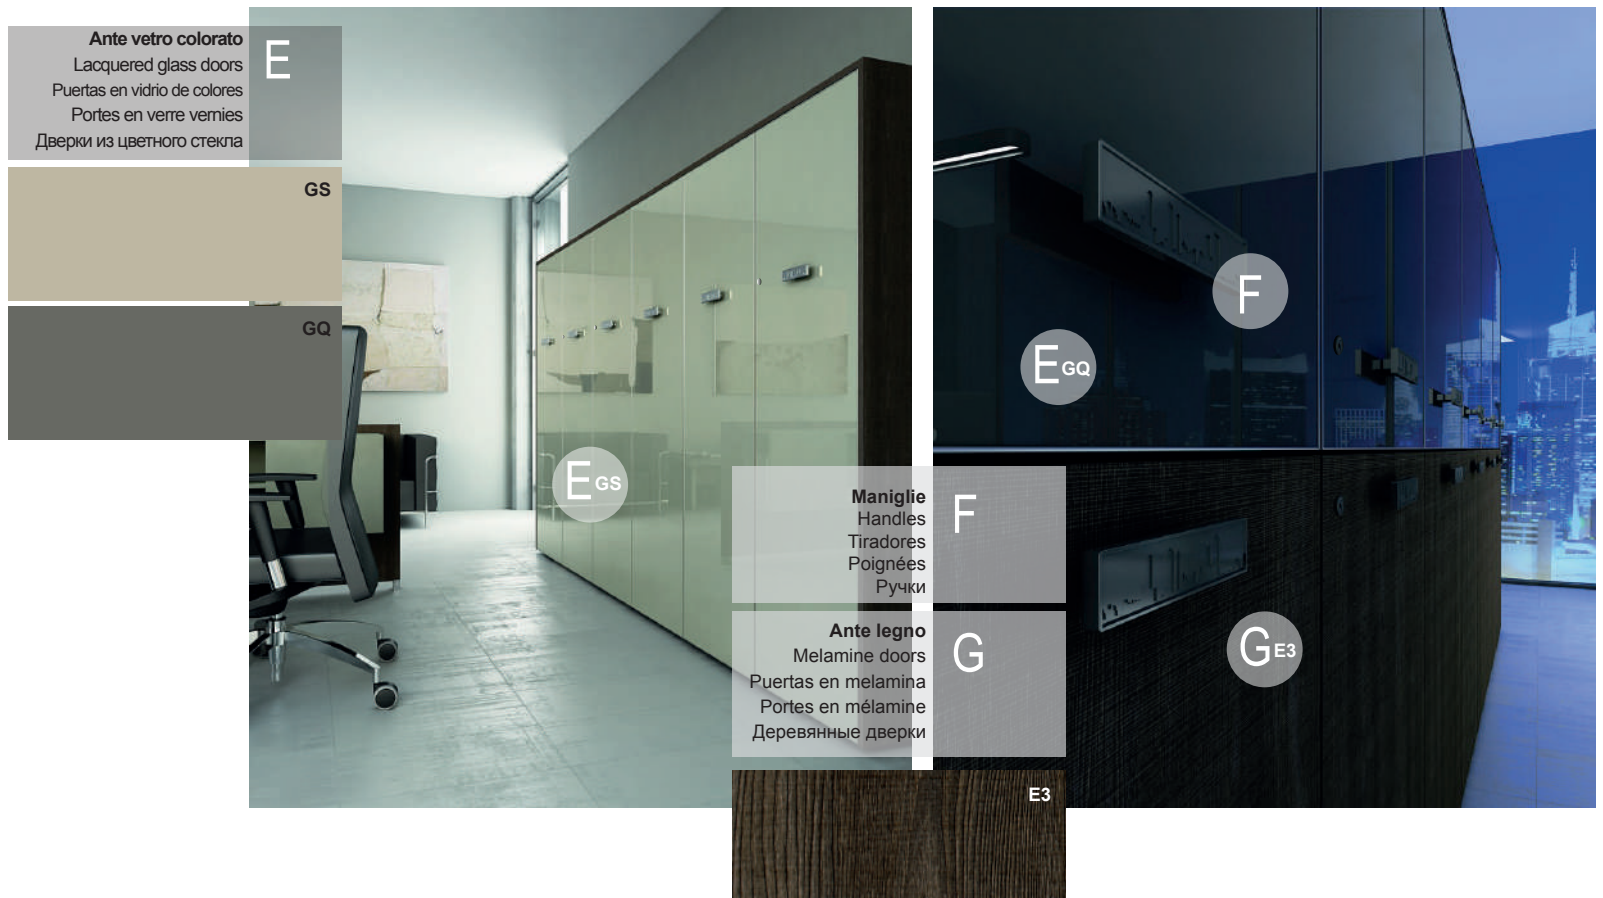 Ante vetro colorato
Lacquered glass doors
Puertas en vidrio de colores
Portes en verre vernies
Дверки из цветного стекла
E
GS
GQ
E GS
Maniglie
Handles
Tiradores
Poignées
Ручки
F
Ante legno
Melamine doors
Puertas en melamina
Portes en mélamine
Деревянные дверки
G
E3
F
E GQ
G E3